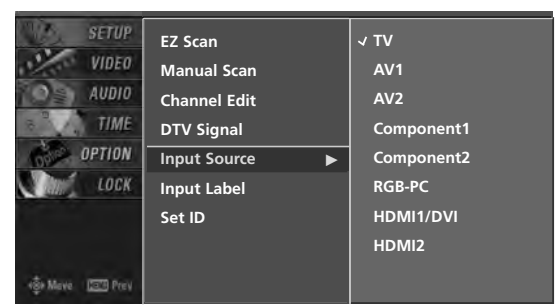 SETUP
VIDEO
AUDIO
TIME
OPTION
LOCK
Move MENU Prev
EZ Scan
Manual Scan
Channel Edit
DTV Signal
Input Source
Input Label
Set ID
TV
AV1
AV2
Component1
Component2
RGB-PC
HDMI1/DVI
HDMI2